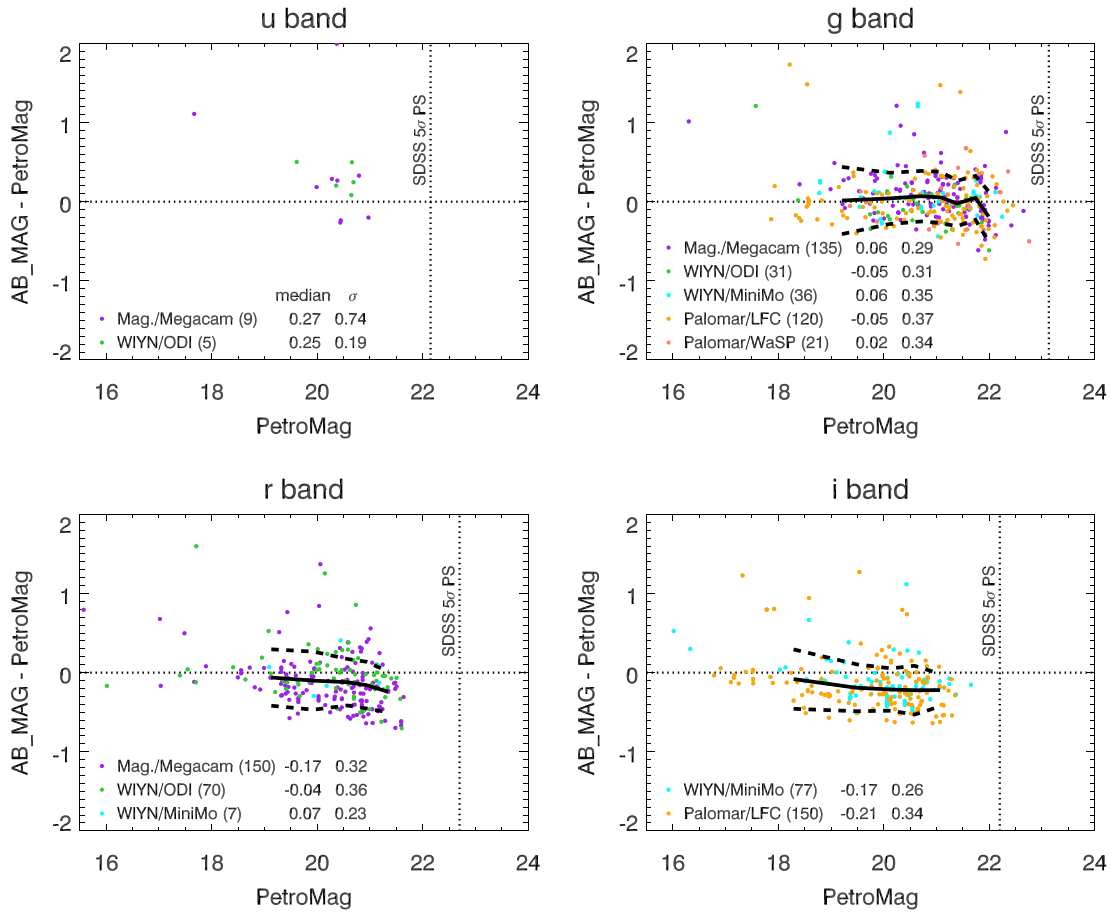 u band
2
1
0
-1
-2
AB_MAG - PetroMag
SDSS 5σ PS
median σ
Mag./Megacam (9) 0.27 0.74
WIYN/ODI (5) 0.25 0.19
16 18 20 22 24
PetroMag
g band
2
1
0
-1
-2
AB_MAG - PetroMag
SDSS 5σ PS
Mag./Megacam (135) 0.06 0.29
WIYN/ODI (31) -0.05 0.31
WIYN/MiniMo (36) 0.06 0.35
Palomar/LFC (120) -0.05 0.37
Palomar/WaSP (21) 0.02 0.34
16 18 20 22 24
PetroMag
r band
2
1
0
-1
-2
AB_MAG - PetroMag
SDSS 5σ PS
Mag./Megacam (150) -0.17 0.32
WIYN/ODI (70) -0.04 0.36
WIYN/MiniMo (7) 0.07 0.23
16 18 20 22 24
PetroMag
i band
2
1
0
-1
-2
AB_MAG - PetroMag
SDSS 5σ PS
WIYN/MiniMo (77) -0.17 0.26
Palomar/LFC (150) -0.21 0.34
16 18 20 22 24
PetroMag